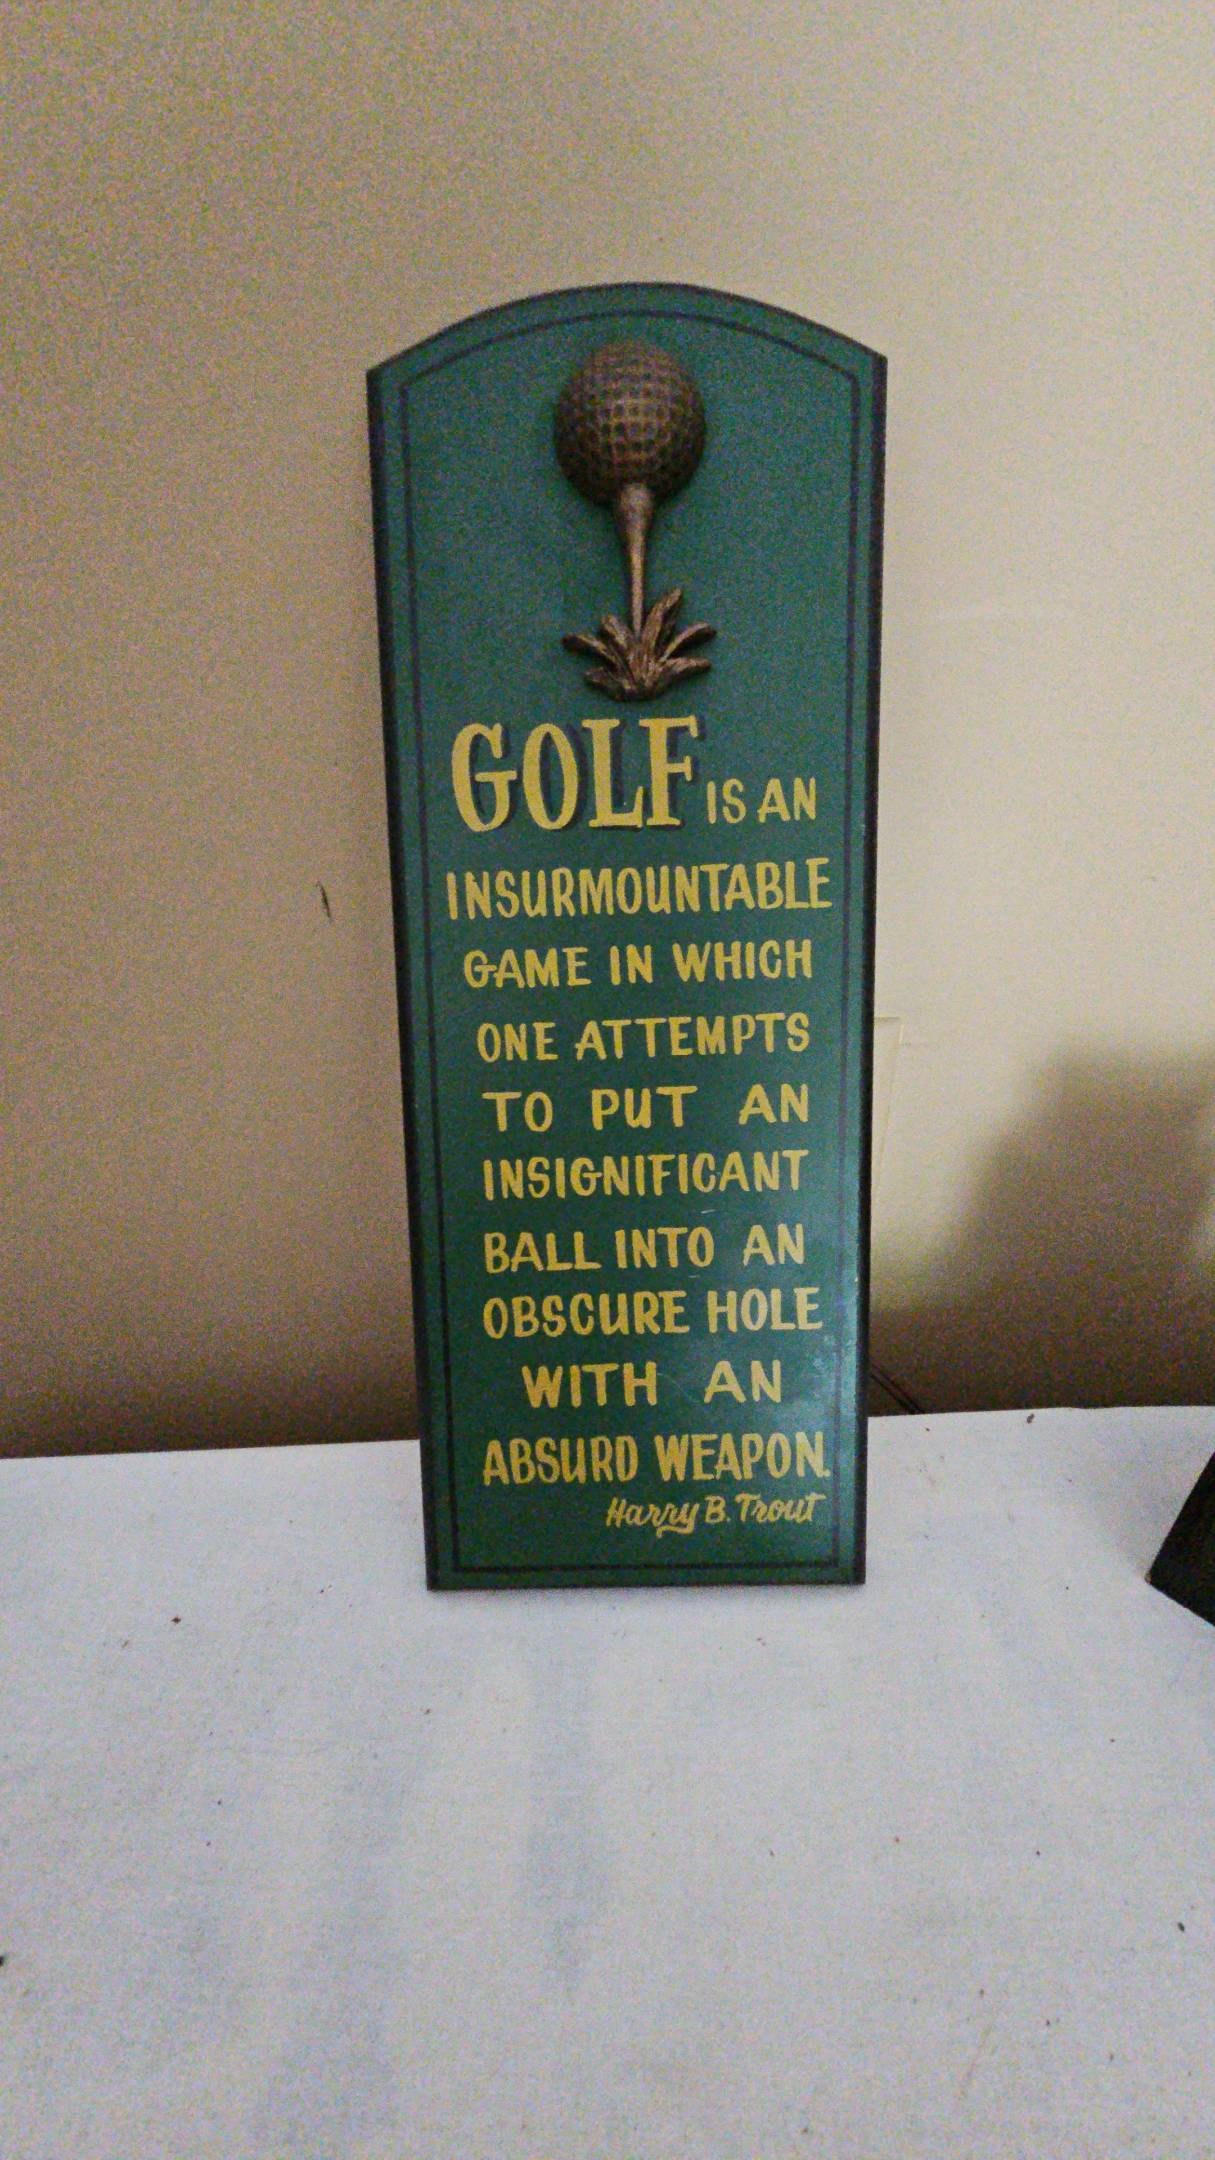 GOLF IS AN
INSURMOUNTABLE
GAME IN WHICH
ONE ATTEMPTS
TO PUT AN
INSIGNIFICANT
BALL INTO AN
OBSCURE HOLE
WITH AN
ABSURD WEAPON.
Harry B. Trout